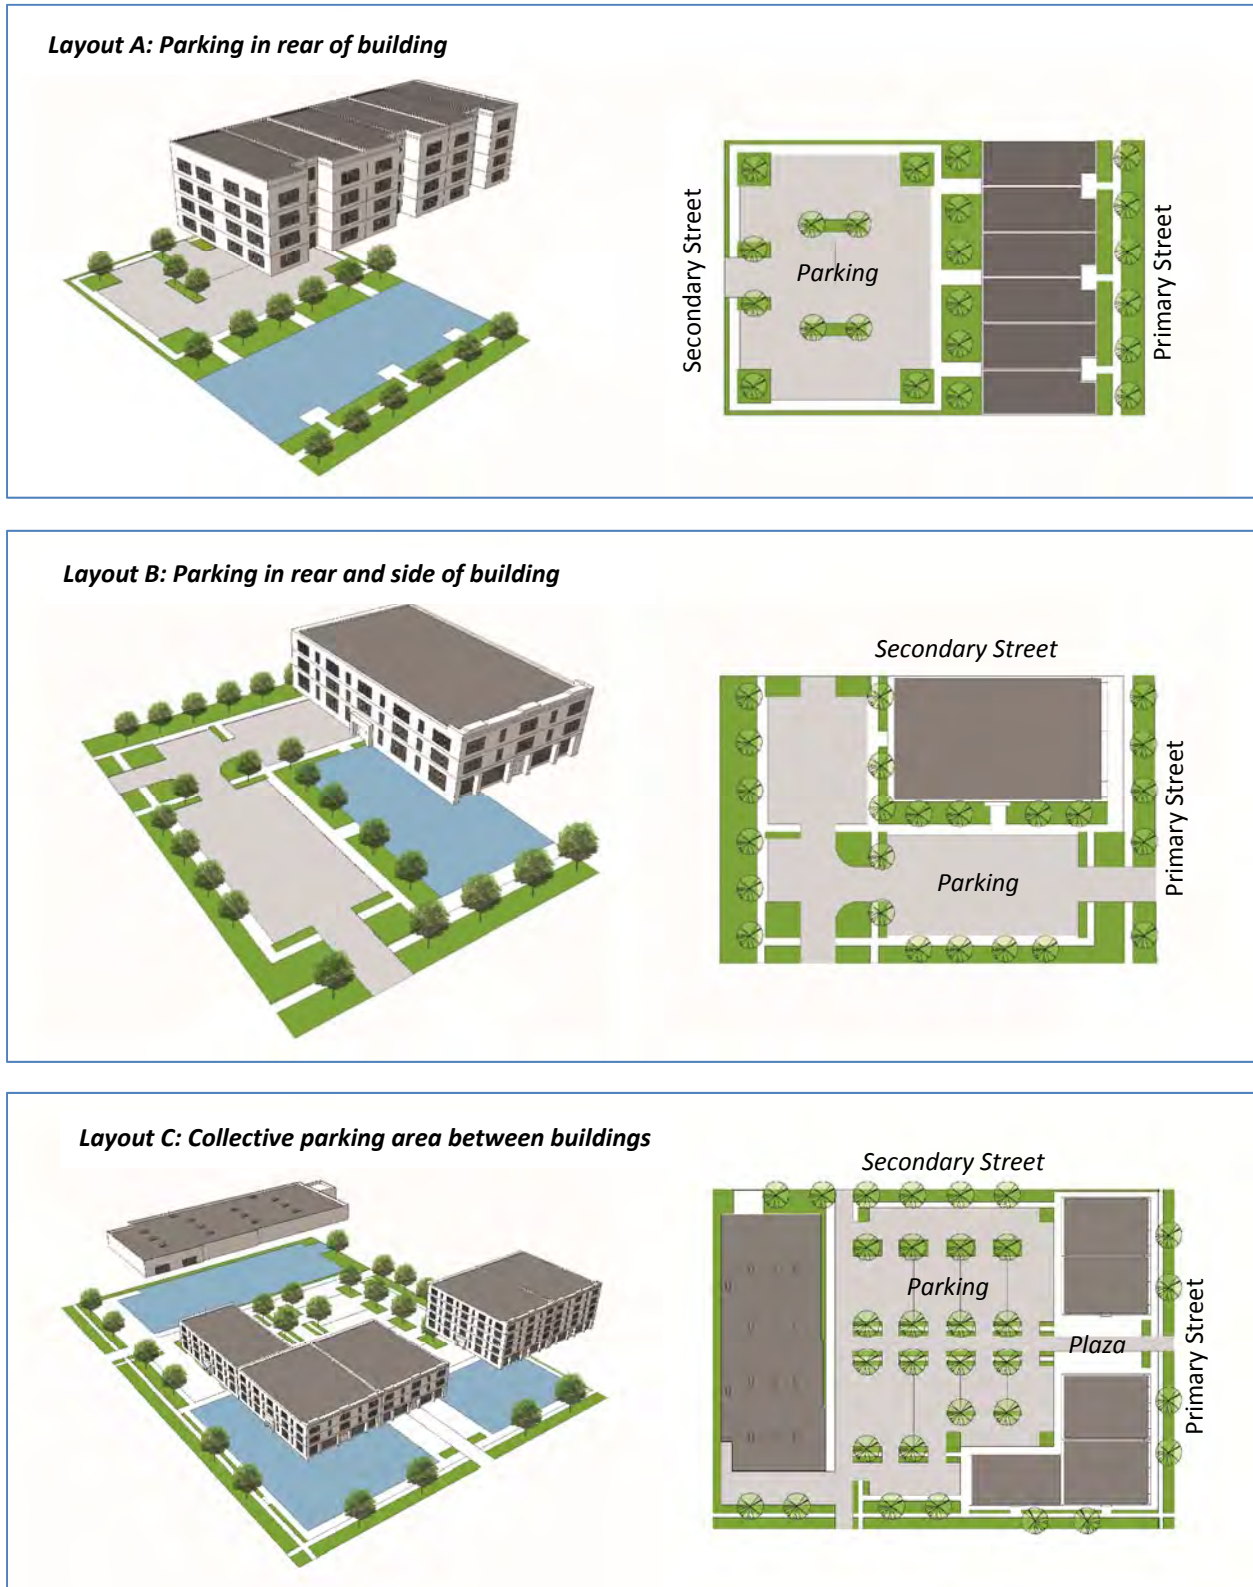 Layout A: Parking in rear of building
Secondary Street
Parking
Primary Street
Layout B: Parking in rear and side of building
Secondary Street
Parking
Primary Street
Layout C: Collective parking area between buildings
Secondary Street
Parking
Plaza
Primary Street